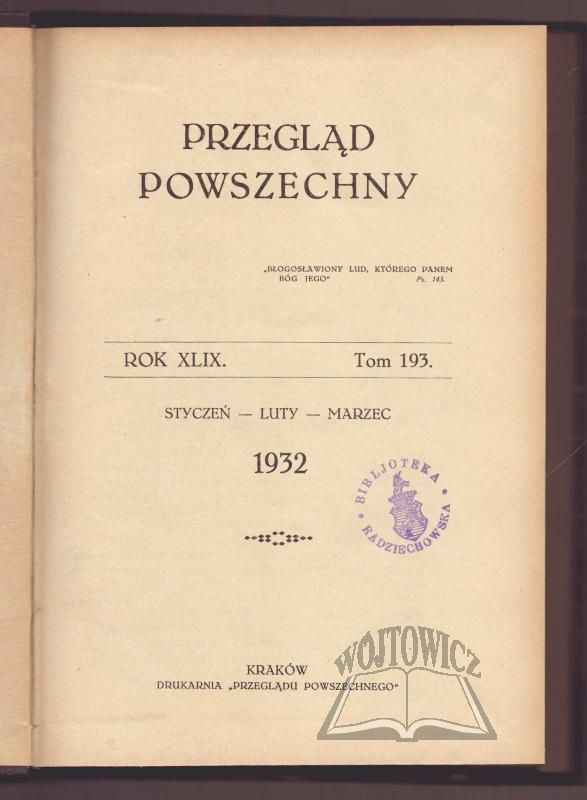 PRZEGLĄD
POWSZECHNY
„BŁOGOSŁAWIONY LUD, KTÓREGO PANEM
BÓG JEGO" Ps. 143.
ROK XLIX. Tom 193.
STYCZEŃ — LUTY — MARZEC
1932
BIBLJOTEKA
RADZIECHOWSKA
KRAKÓW
DRUKARNIA „PRZEGLĄDU POWSZECHNEGO"
WÓJTOWICZ